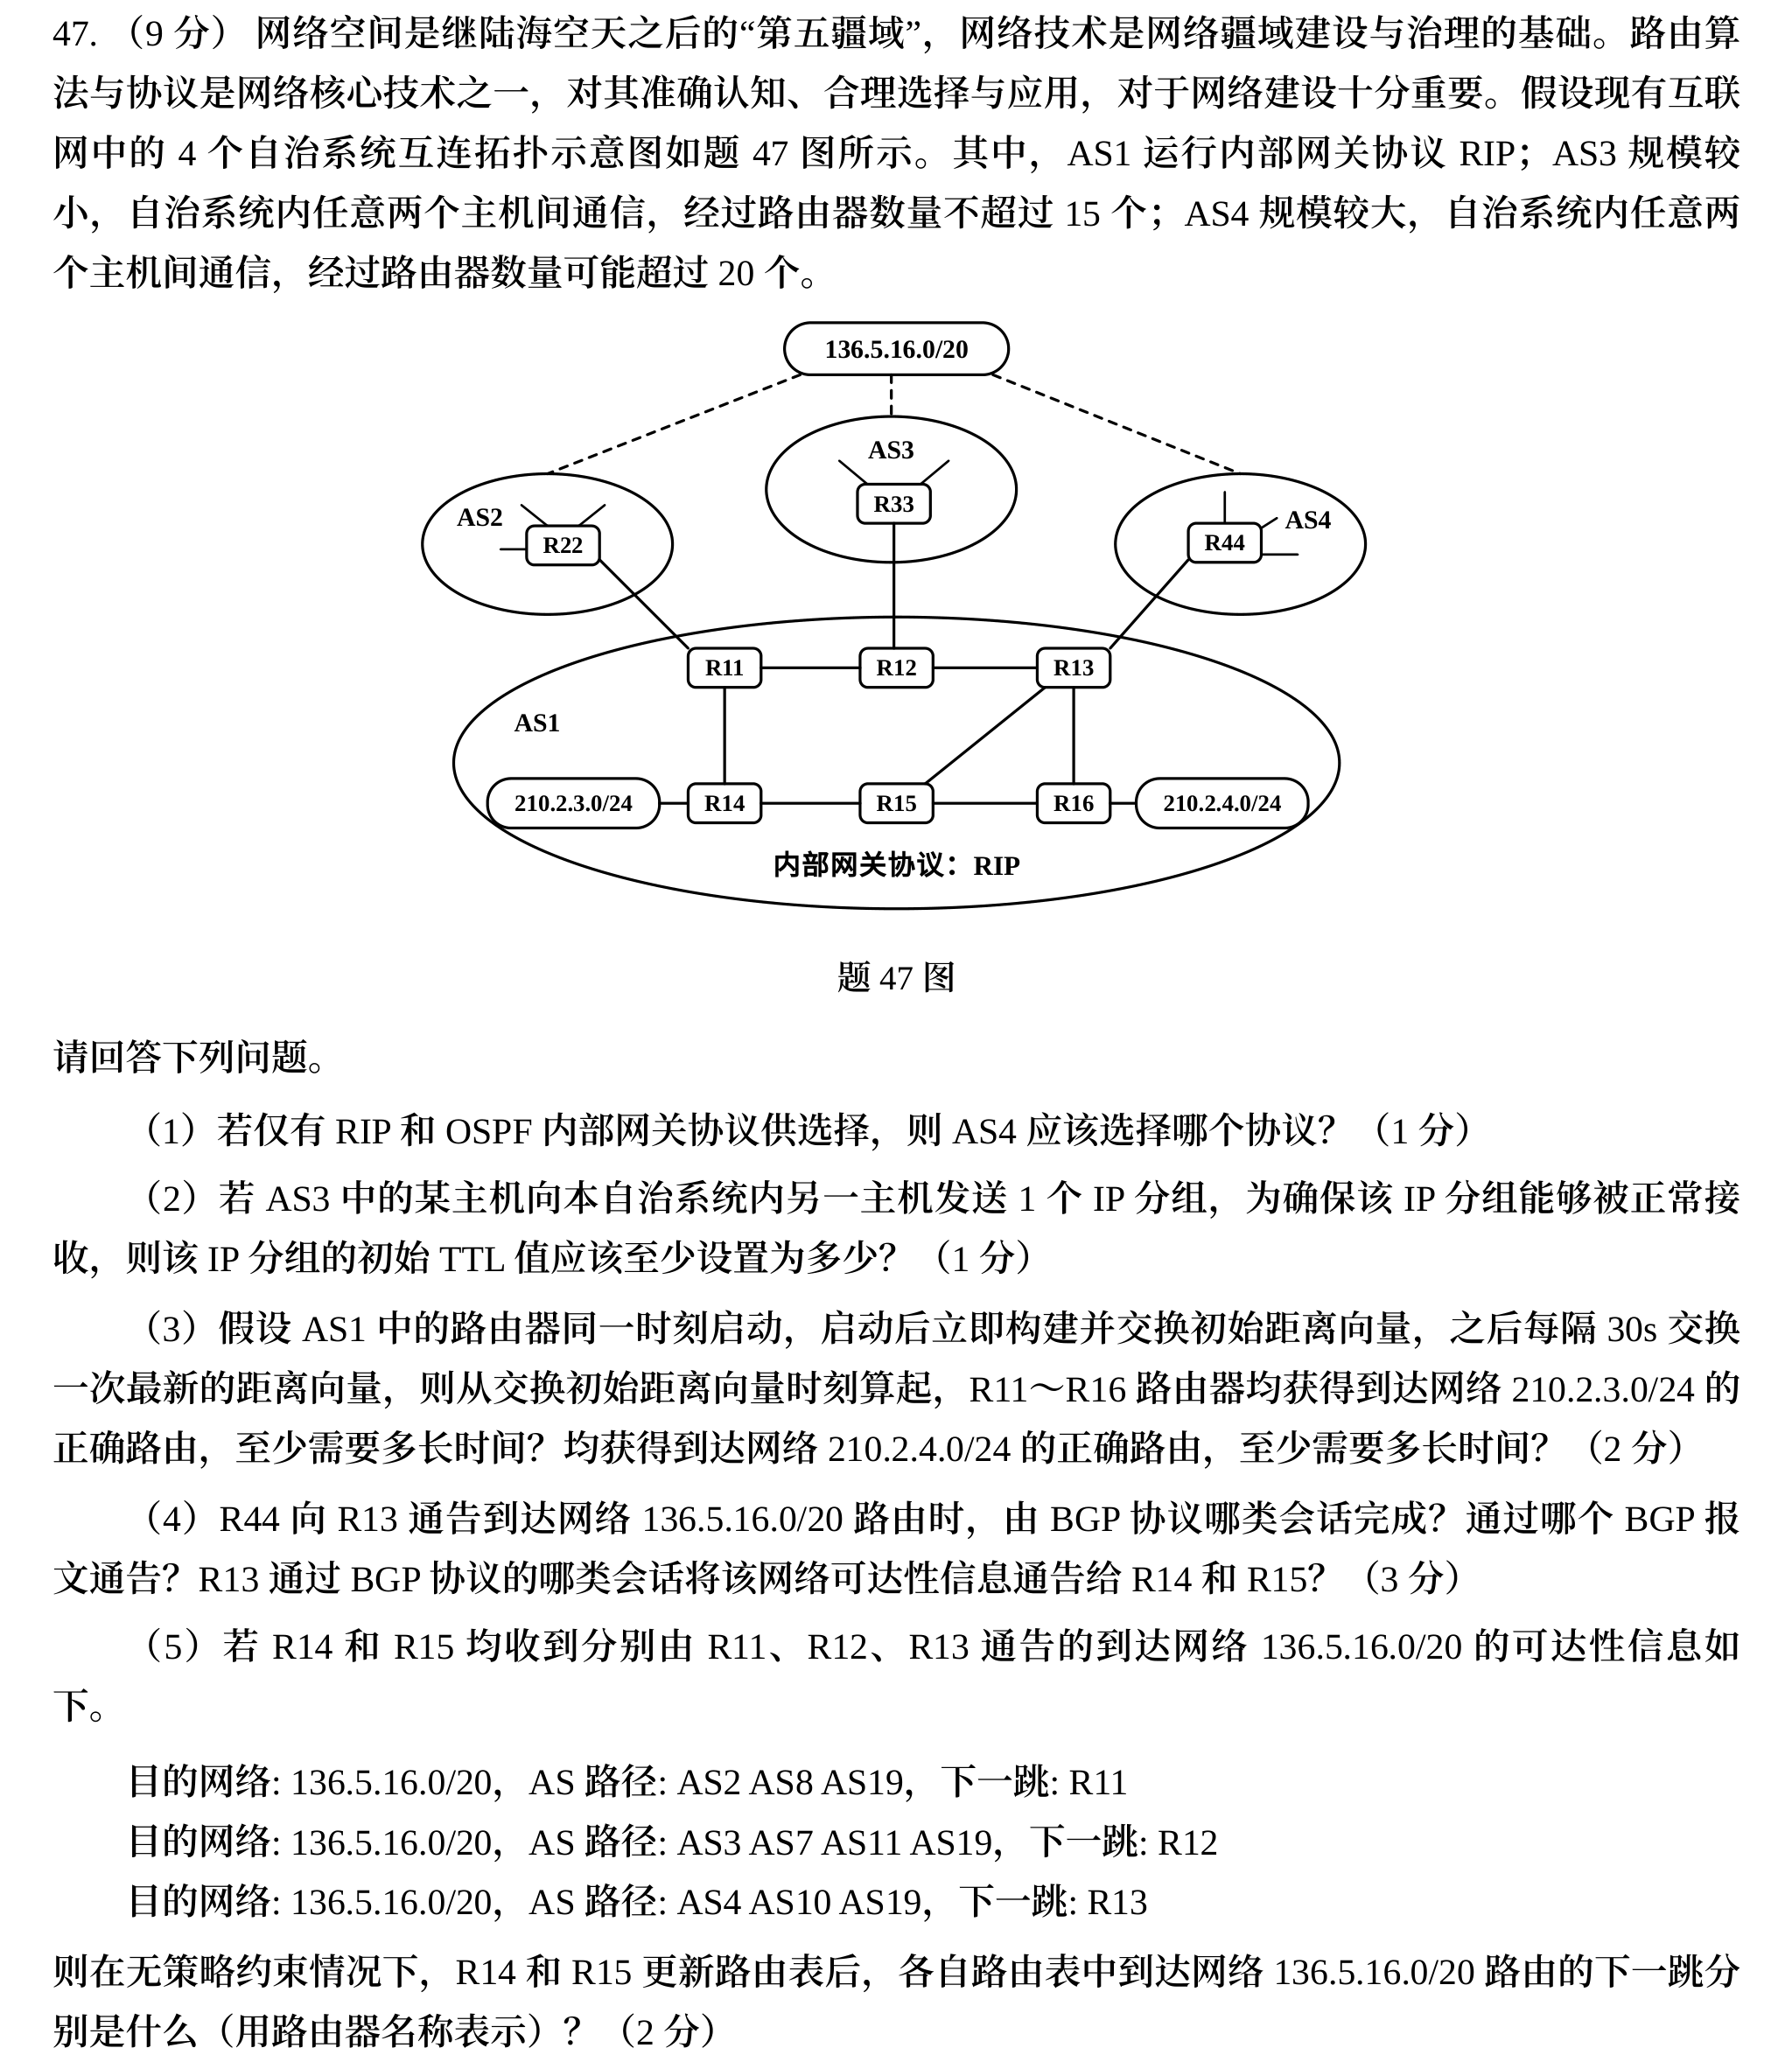 47. （9 分） 网络空间是继陆海空天之后的“第五疆域”，网络技术是网络疆域建设与治理的基础。路由算
法与协议是网络核心技术之一，对其准确认知、合理选择与应用，对于网络建设十分重要。假设现有互联
网中的 4 个自治系统互连拓扑示意图如题 47 图所示。其中，AS1 运行内部网关协议 RIP；AS3 规模较
小，自治系统内任意两个主机间通信，经过路由器数量不超过 15 个；AS4 规模较大，自治系统内任意两
个主机间通信，经过路由器数量可能超过 20 个。
136.5.16.0/20
AS3
R33
AS2
R22
AS4
R44
R11
R12
R13
AS1
210.2.3.0/24
R14
R15
R16
210.2.4.0/24
内部网关协议：RIP
题 47 图
请回答下列问题。
（1）若仅有 RIP 和 OSPF 内部网关协议供选择，则 AS4 应该选择哪个协议？（1 分）
（2）若 AS3 中的某主机向本自治系统内另一主机发送 1 个 IP 分组，为确保该 IP 分组能够被正常接
收，则该 IP 分组的初始 TTL 值应该至少设置为多少？（1 分）
（3）假设 AS1 中的路由器同一时刻启动，启动后立即构建并交换初始距离向量，之后每隔 30s 交换
一次最新的距离向量，则从交换初始距离向量时刻算起，R11～R16 路由器均获得到达网络 210.2.3.0/24 的
正确路由，至少需要多长时间？均获得到达网络 210.2.4.0/24 的正确路由，至少需要多长时间？（2 分）
（4）R44 向 R13 通告到达网络 136.5.16.0/20 路由时，由 BGP 协议哪类会话完成？通过哪个 BGP 报
文通告？R13 通过 BGP 协议的哪类会话将该网络可达性信息通告给 R14 和 R15？（3 分）
（5）若 R14 和 R15 均收到分别由 R11、R12、R13 通告的到达网络 136.5.16.0/20 的可达性信息如
下。
目的网络: 136.5.16.0/20，AS 路径: AS2 AS8 AS19，下一跳: R11
目的网络: 136.5.16.0/20，AS 路径: AS3 AS7 AS11 AS19，下一跳: R12
目的网络: 136.5.16.0/20，AS 路径: AS4 AS10 AS19，下一跳: R13
则在无策略约束情况下，R14 和 R15 更新路由表后，各自路由表中到达网络 136.5.16.0/20 路由的下一跳分
别是什么（用路由器名称表示）？（2 分）